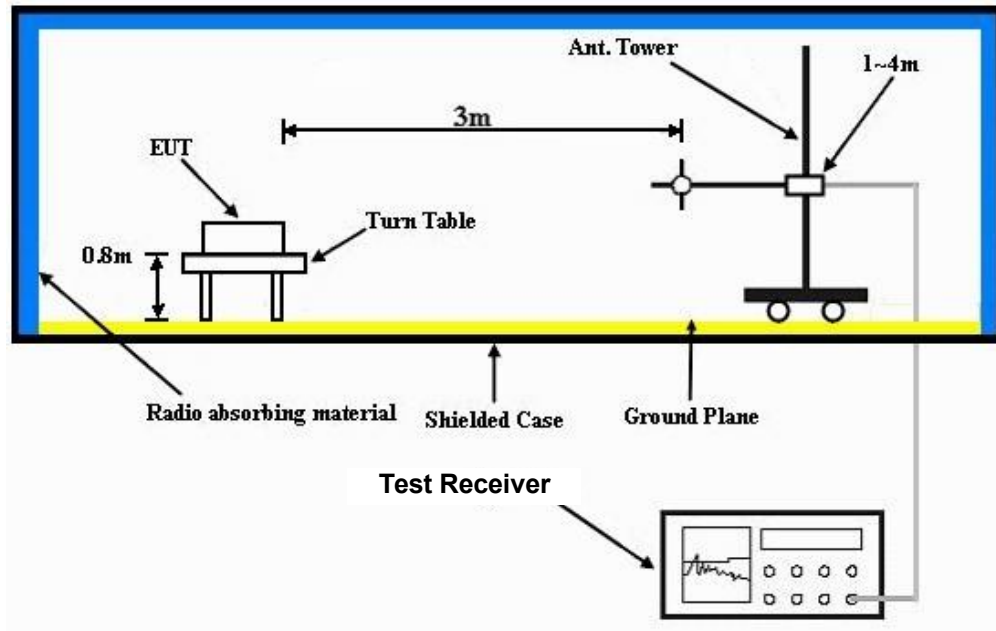 Ant. Tower
1~4m
3m
EUT
Turn Table
0.8m
Radio absorbing material
Shielded Case
Ground Plane
Test Receiver